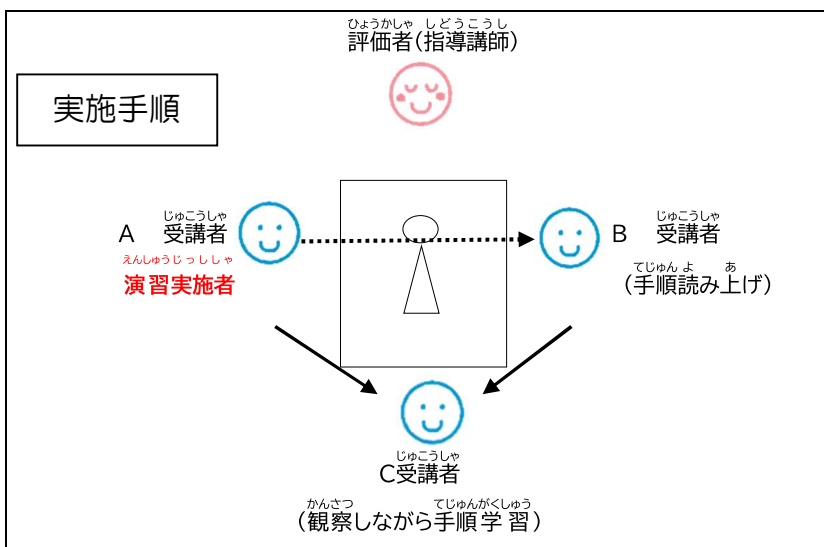 ひょうかしゃ しどうこうし
評価者(指導講師)
実施手順
じゅこうしゃ
A 受講者
えんしゅうじっししゃ
演習実施者
じゅこうしゃ
B 受講者
てじゅん よ あ
(手順読み上げ)
じゅこうしゃ
C受講者
かんさつ てじゅんがくしゅう
(観察しながら手順学習)